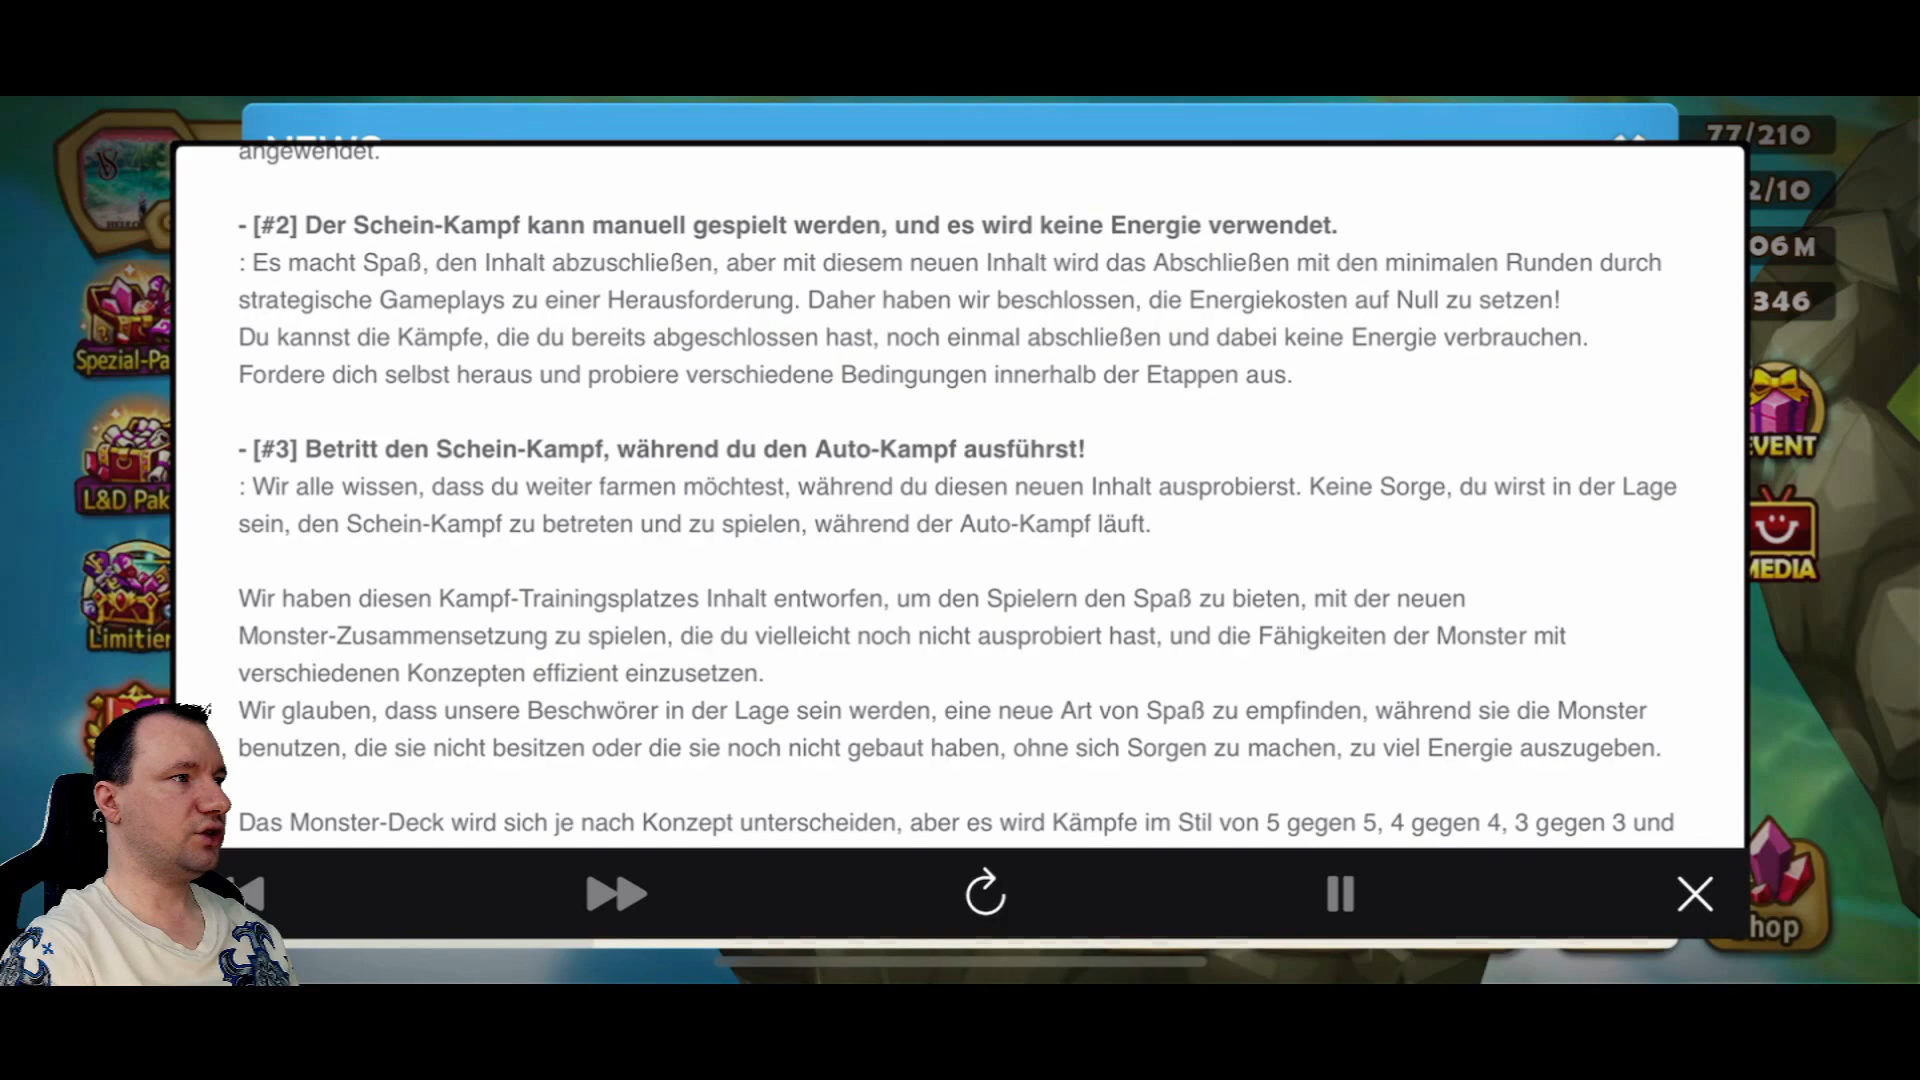 NEWS
77/210
angewendet.
2/10
- [#2] Der Schein-Kampf kann manuell gespielt werden, und es wird keine Energie verwendet.
06M
: Es macht Spaß, den Inhalt abzuschließen, aber mit diesem neuen Inhalt wird das Abschließen mit den minimalen Runden durch
strategische Gameplays zu einer Herausforderung. Daher haben wir beschlossen, die Energiekosten auf Null zu setzen!
346
Du kannst die Kämpfe, die du bereits abgeschlossen hast, noch einmal abschließen und dabei keine Energie verbrauchen.
Spezial-Pa
Fordere dich selbst heraus und probiere verschiedene Bedingungen innerhalb der Etappen aus.
- [#3] Betritt den Schein-Kampf, während du den Auto-Kampf ausführst!
EVENT
: Wir alle wissen, dass du weiter farmen möchtest, während du diesen neuen Inhalt ausprobierst. Keine Sorge, du wirst in der Lage
L&D Pak
sein, den Schein-Kampf zu betreten und zu spielen, während der Auto-Kampf läuft.
MEDIA
Wir haben diesen Kampf-Trainingsplatzes Inhalt entworfen, um den Spielern den Spaß zu bieten, mit der neuen
Monster-Zusammensetzung zu spielen, die du vielleicht noch nicht ausprobiert hast, und die Fähigkeiten der Monster mit
Limitier
verschiedenen Konzepten effizient einzusetzen.
Wir glauben, dass unsere Beschwörer in der Lage sein werden, eine neue Art von Spaß zu empfinden, während sie die Monster
benutzen, die sie nicht besitzen oder die sie noch nicht gebaut haben, ohne sich Sorgen zu machen, zu viel Energie auszugeben.
Das Monster-Deck wird sich je nach Konzept unterscheiden, aber es wird Kämpfe im Stil von 5 gegen 5, 4 gegen 4, 3 gegen 3 und
hop